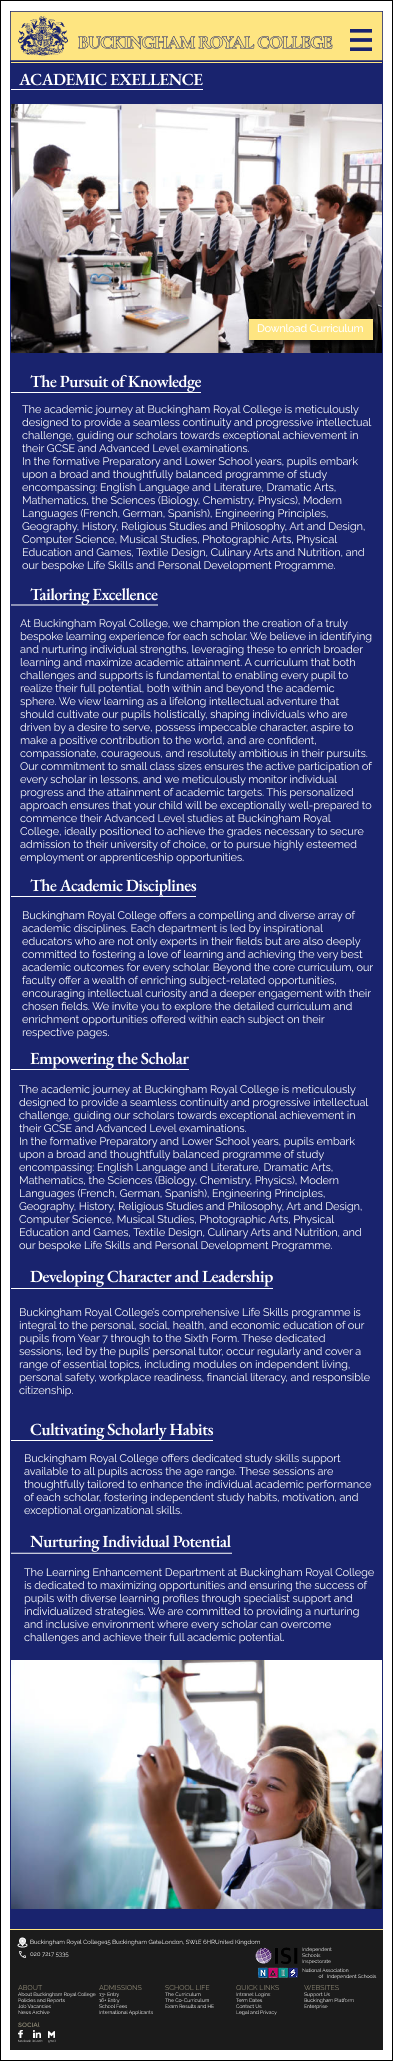 BUCKINGHAM ROYAL COLLEGE
ACADEMIC EXELLENCE
Download Curriculum
The Pursuit of Knowledge
The academic journey at Buckingham Royal College is meticulously
designed to provide a seamless continuity and progressive intellectual
challenge, guiding our scholars towards exceptional achievement in
their GCSE and Advanced Level examinations.
In the formative Preparatory and Lower School years, pupils embark
upon a broad and thoughtfully balanced programme of study
encompassing: English Language and Literature, Dramatic Arts,
Mathematics, the Sciences (Biology, Chemistry, Physics), Modern
Languages (French, German, Spanish), Engineering Principles,
Geography, History, Religious Studies and Philosophy, Art and Design,
Computer Science, Musical Studies, Photographic Arts, Physical
Education and Games, Textile Design, Culinary Arts and Nutrition, and
our bespoke Life Skills and Personal Development Programme.
Tailoring Excellence
At Buckingham Royal College, we champion the creation of a truly
bespoke learning experience for each scholar. We believe in identifying
and nurturing individual strengths, leveraging these to enrich broader
learning and maximize academic attainment. A curriculum that both
challenges and supports is fundamental to enabling every pupil to
realize their full potential, both within and beyond the academic
sphere. We view learning as a lifelong intellectual adventure that
should cultivate our pupils holistically, shaping individuals who are
driven by a desire to serve, possess impeccable character, aspire to
make a positive contribution to the world, and are confident,
compassionate, courageous, and resolutely ambitious in their pursuits.
Our commitment to small class sizes ensures the active participation of
every scholar in lessons, and we meticulously monitor individual
progress and the attainment of academic targets. This personalized
approach ensures that your child will be exceptionally well-prepared to
commence their Advanced Level studies at Buckingham Royal
College, ideally positioned to achieve the grades necessary to secure
admission to their university of choice, or to pursue highly esteemed
employment or apprenticeship opportunities.
The Academic Disciplines
Buckingham Royal College offers a compelling and diverse array of
academic disciplines. Each department is led by inspirational
educators who are not only experts in their fields but are also deeply
committed to fostering a love of learning and achieving the very best
academic outcomes for every scholar. Beyond the core curriculum, our
faculty offer a wealth of enriching subject-related opportunities,
encouraging intellectual curiosity and a deeper engagement with their
chosen fields. We invite you to explore the detailed curriculum and
enrichment opportunities offered within each subject on their
respective pages.
Empowering the Scholar
The academic journey at Buckingham Royal College is meticulously
designed to provide a seamless continuity and progressive intellectual
challenge, guiding our scholars towards exceptional achievement in
their GCSE and Advanced Level examinations.
In the formative Preparatory and Lower School years, pupils embark
upon a broad and thoughtfully balanced programme of study
encompassing: English Language and Literature, Dramatic Arts,
Mathematics, the Sciences (Biology, Chemistry, Physics), Modern
Languages (French, German, Spanish), Engineering Principles,
Geography, History, Religious Studies and Philosophy, Art and Design,
Computer Science, Musical Studies, Photographic Arts, Physical
Education and Games, Textile Design, Culinary Arts and Nutrition, and
our bespoke Life Skills and Personal Development Programme.
Developing Character and Leadership
Buckingham Royal College's comprehensive Life Skills programme is
integral to the personal, social, health, and economic education of our
pupils from Year 7 through to the Sixth Form. These dedicated
sessions, led by the pupils' personal tutor, occur regularly and cover a
range of essential topics, including modules on independent living,
personal safety, workplace readiness, financial literacy, and responsible
citizenship.
Cultivating Scholarly Habits
Buckingham Royal College offers dedicated study skills support
available to all pupils across the age range. These sessions are
thoughtfully tailored to enhance the individual academic performance
of each scholar, fostering independent study habits, motivation, and
exceptional organizational skills.
Nurturing Individual Potential
The Learning Enhancement Department at Buckingham Royal College
is dedicated to maximizing opportunities and ensuring the success of
pupils with diverse learning profiles through specialist support and
individualized strategies. We are committed to providing a nurturing
and inclusive environment where every scholar can overcome
challenges and achieve their full academic potential.
Buckingham Royal College15 Buckingham GateLondon, SW1E 6HPUnited Kingdom
020 7217 5335
ISI Independent
Schools
Inspectorate
National Association
of Independent Schools
ABOUT ADMISSIONS SCHOOL LIFE QUICK LINKS WEBSITES
About Buckingham Royal College 13+ Entry The Curriculum Intranet Logins Support Us
Policies and Reports 16+ Entry The Co-Curriculum Term Dates Buckingham Platform
Job Vacancies School Fees Exam Results and HE Contact Us Enterprise
News Archive International Applicants Legal and Privacy
SOCIAL